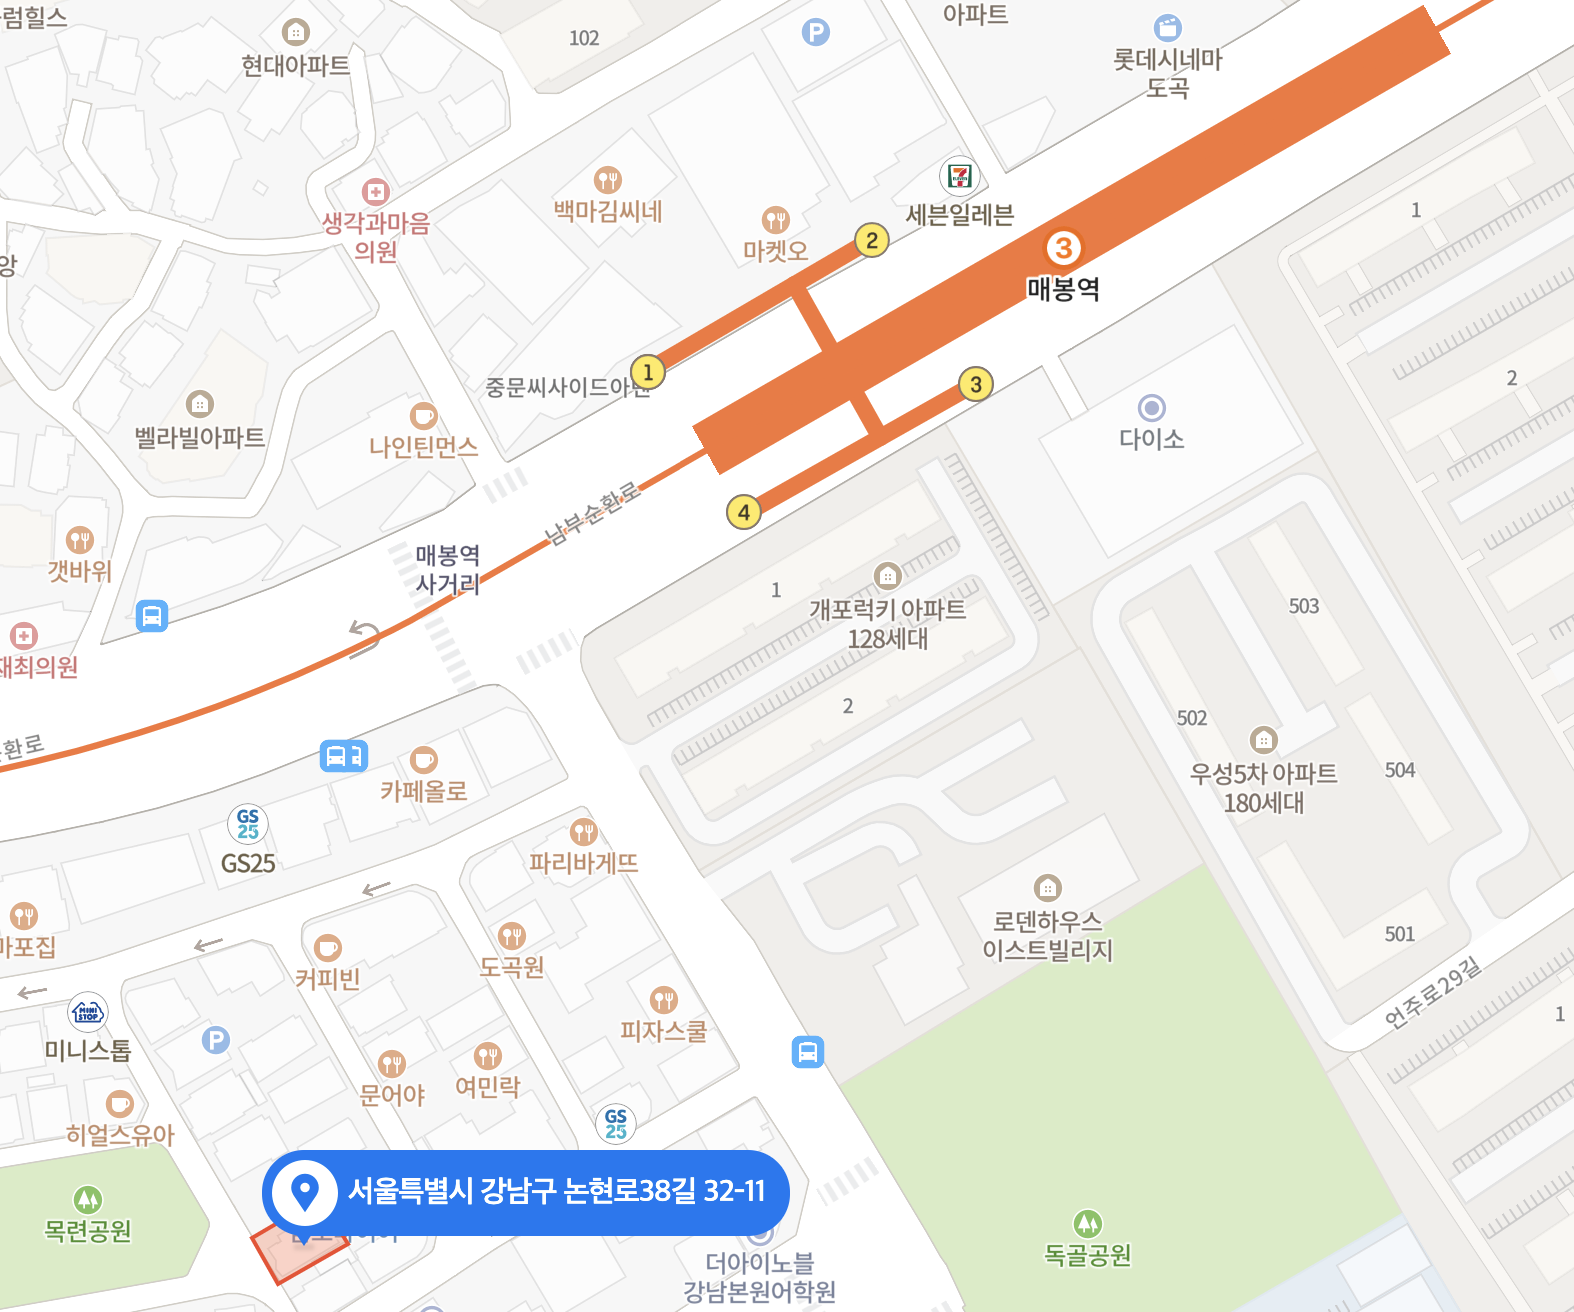 럼힐스
현대아파트
102
P
아파트
롯데시네마
도곡
생각과마음
의원
백마김씨네
마켓오
세븐일레븐
7
ELEVEN
2
3
매봉역
1
앙
벨라빌아파트
중문씨사이드아
1
3
2
다이소
나인틴먼스
4
남부순환로
갯바위
매봉역
사거리
1
개포럭키 아파트
128세대
503
재최의원
2
502
환로
우성5차 아파트
180세대
504
카페올로
GS
25
GS25
파리바게뜨
로덴하우스
이스트빌리지
501
마포집
커피빈
도곡원
언주로29길
MINI
STOP
미니스톱
P
피자스쿨
1
문어야
여민락
히얼스유아
GS
25
서울특별시 강남구 논현로38길 32-11
목련공원
더아이노블
강남본원어학원
독골공원